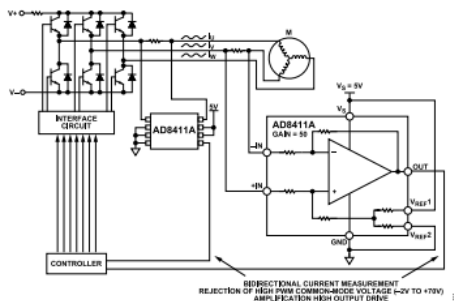 V+
M
U
V
W
V–
INTERFACE
CIRCUIT
5V
AD8411A
CONTROLLER
VS = 5V
VS
AD8411A
GAIN = 50
–IN
+IN
OUT
VREF1
VREF2
GND
BIDIRECTIONAL CURRENT MEASUREMENT
REJECTION OF HIGH PWM COMMON-MODE VOLTAGE (–2V TO +70V)
AMPLIFICATION HIGH OUTPUT DRIVE